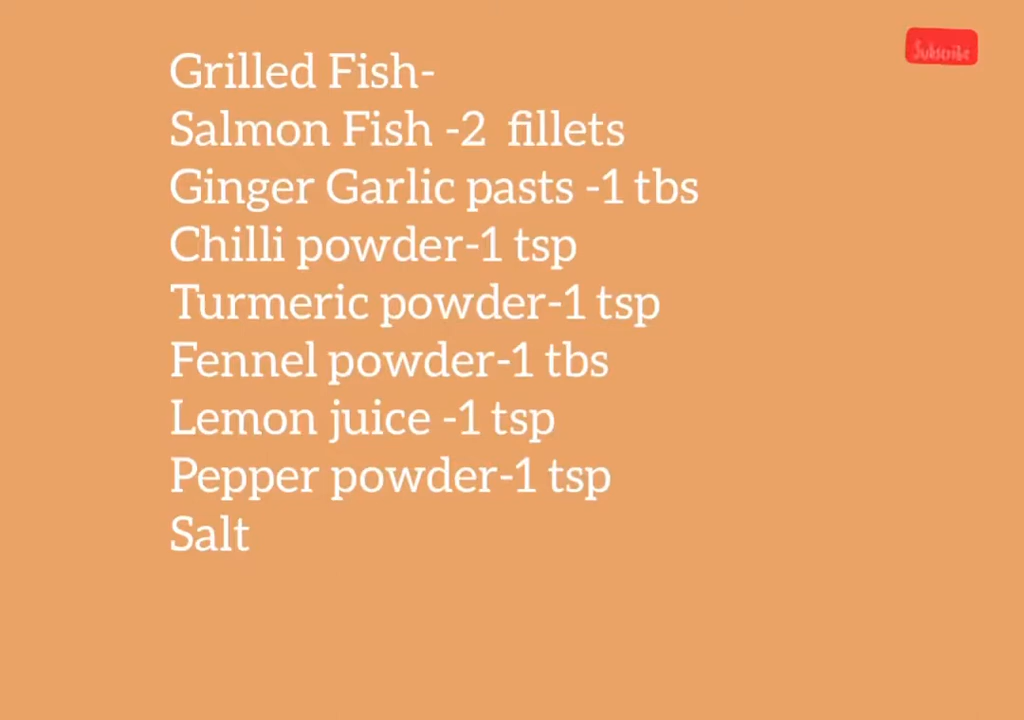 Grilled Fish-
Salmon Fish -2 fillets
Ginger Garlic pasts -1 tbs
Chilli powder-1 tsp
Turmeric powder-1 tsp
Fennel powder-1 tbs
Lemon juice -1 tsp
Pepper powder-1 tsp
Salt
Subscribe